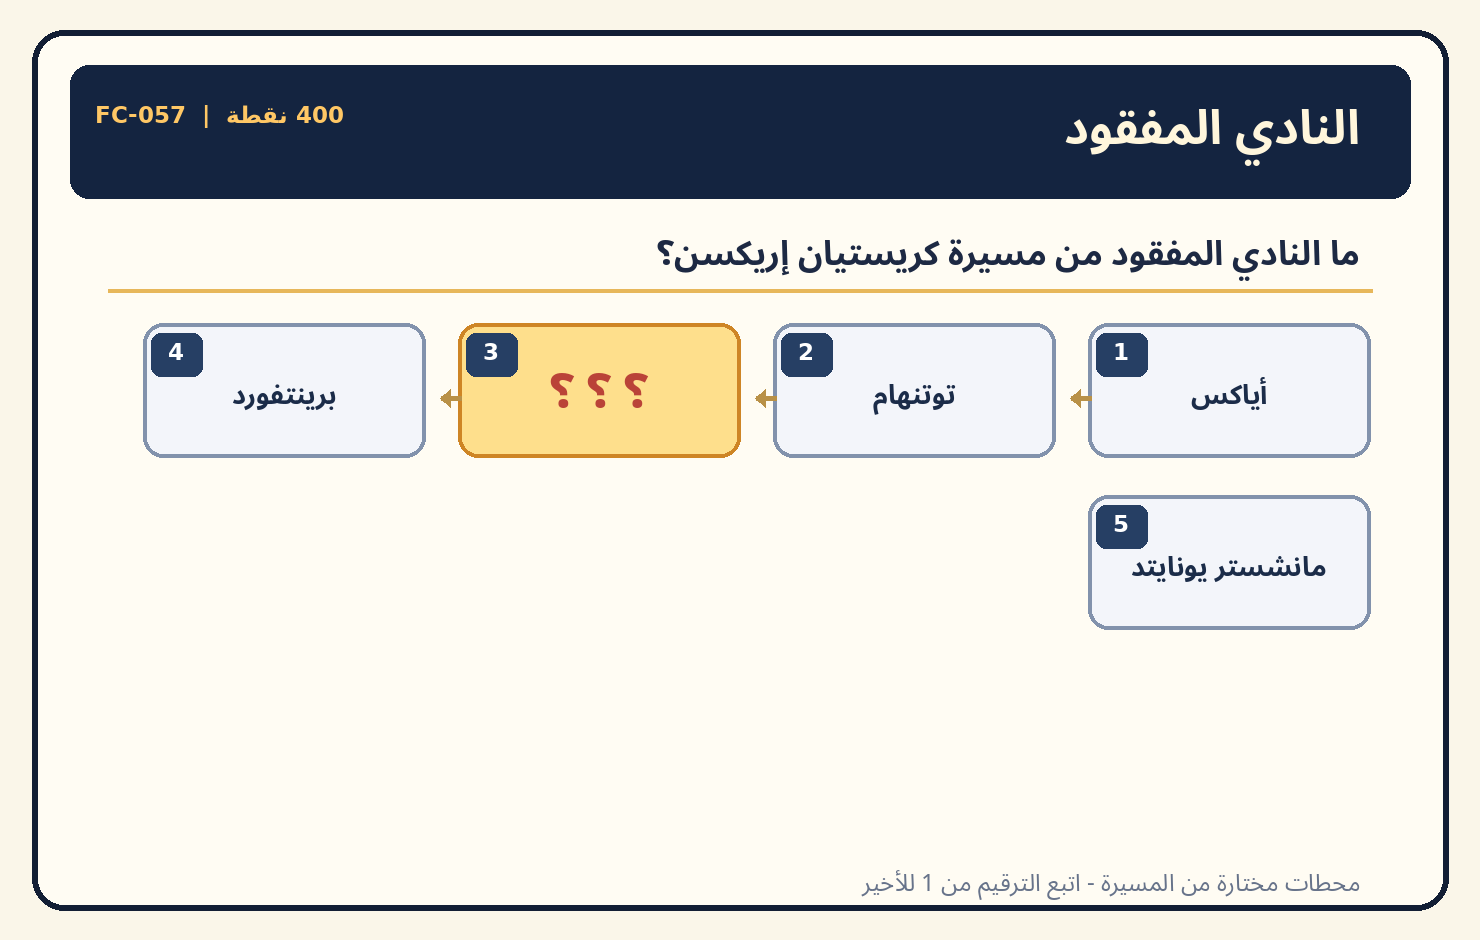 النادي المفقود
400 نقطة | FC-057
ما النادي المفقود من مسيرة كريستيان إريكسن؟
1
أياكس
2
توتنهام
3
؟ ؟ ؟
4
برينتفورد
5
مانشستر يونايتد
محطات مختارة من المسيرة - اتبع الترقيم من 1 للأخير